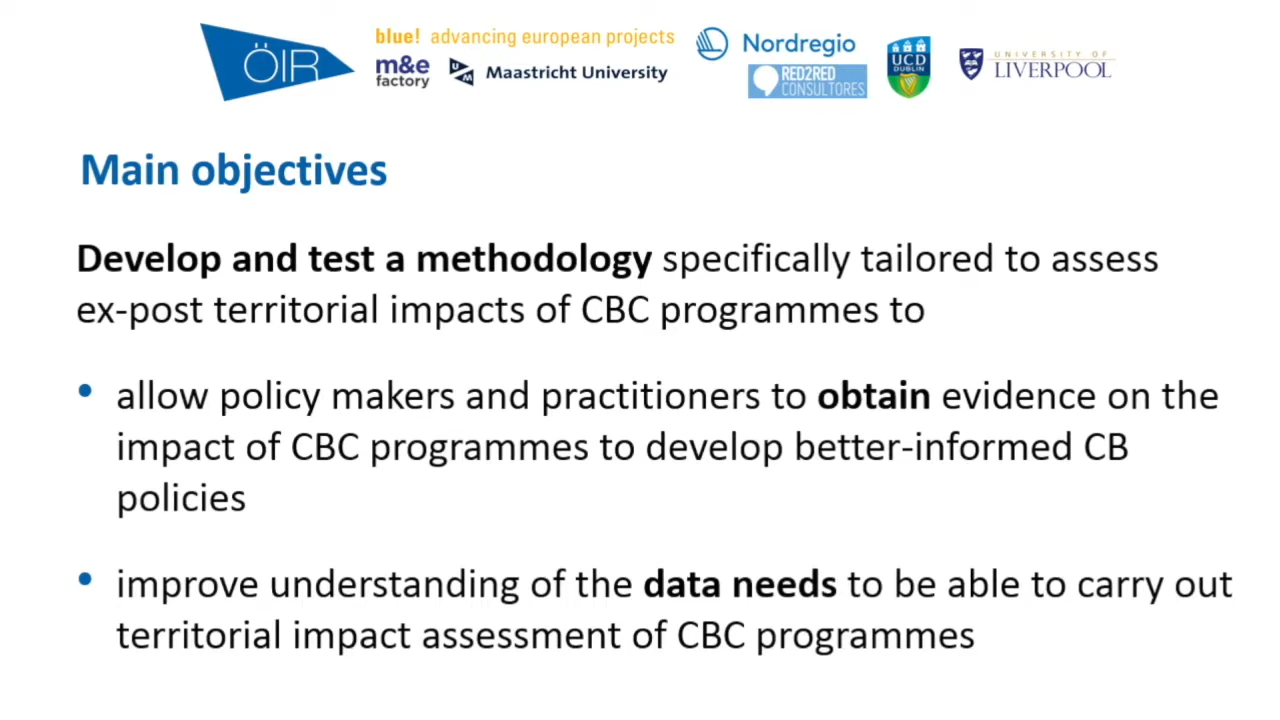 ÖIR
blue! advancing european projects
m&e
factory
UM
Maastricht University
Nordregio
RED2RED
CONSULTORES
UCD
DUBLIN
UNIVERSITY OF
LIVERPOOL
Main objectives
Develop and test a methodology specifically tailored to assess
ex-post territorial impacts of CBC programmes to
• allow policy makers and practitioners to obtain evidence on the
impact of CBC programmes to develop better-informed CB
policies
• improve understanding of the data needs to be able to carry out
territorial impact assessment of CBC programmes